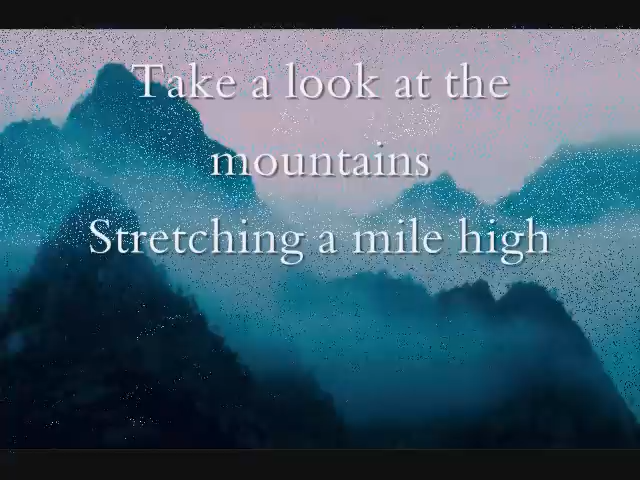 Take a look at the
mountains
Stretching a mile high